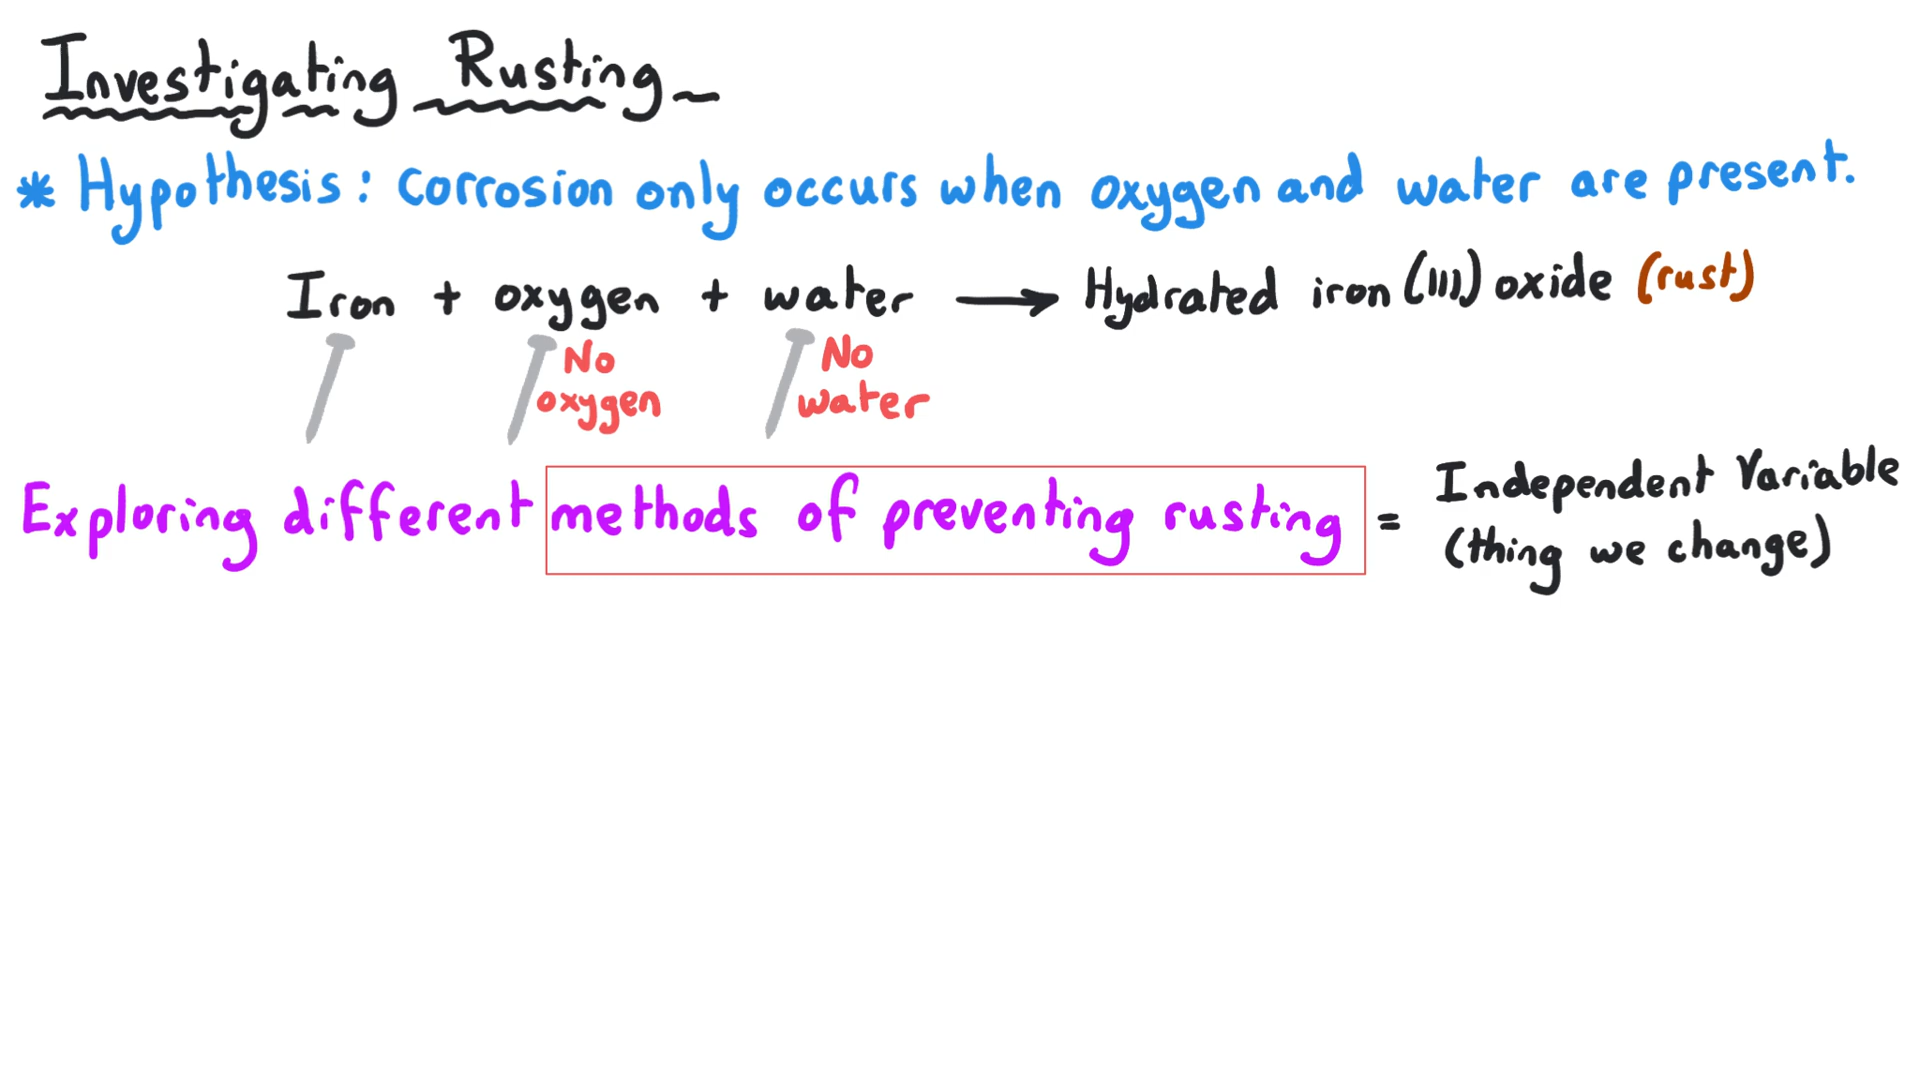 Investigating Rusting
* Hypothesis: corrosion only occurs when oxygen and water are present.
Iron + oxygen + water → Hydrated iron (III) oxide (rust)
No
oxygen
No
water
Exploring different methods of preventing rusting = Independent Variable
(thing we change)